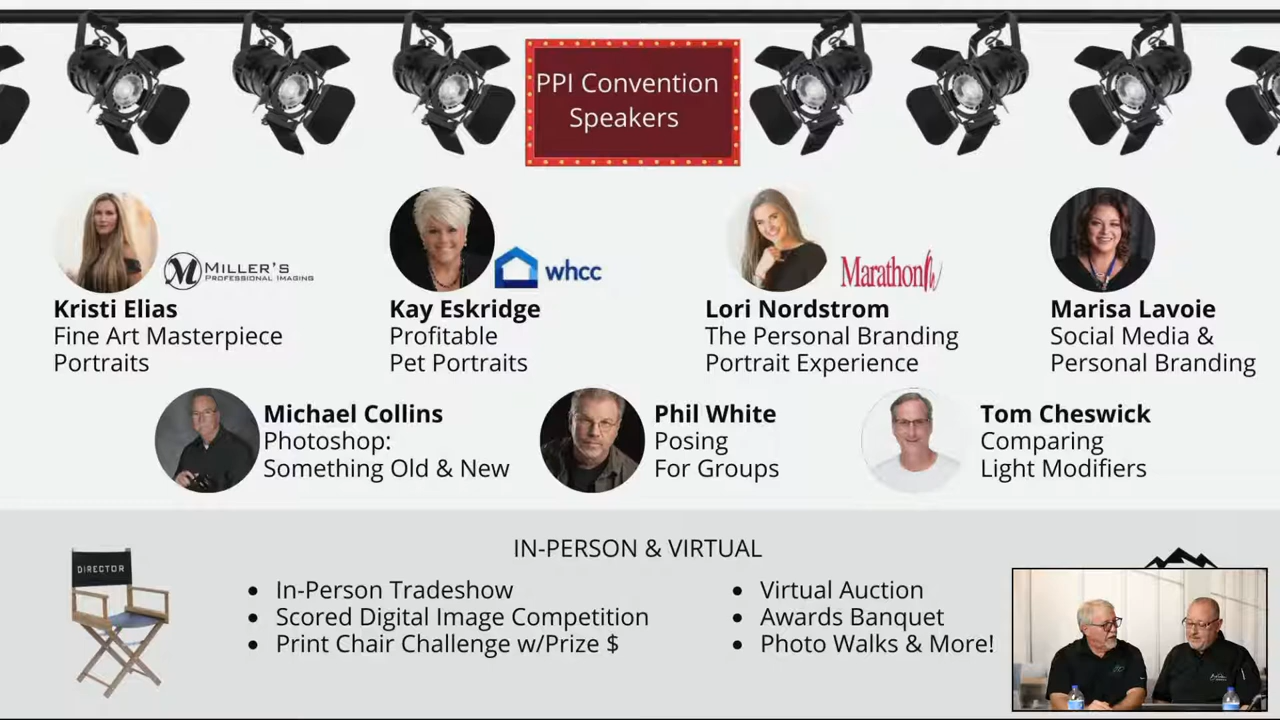 PPI Convention
Speakers
MILLER'S
PROFESSIONAL IMAGING
whcc
Marathon
Kristi Elias
Fine Art Masterpiece
Portraits
Kay Eskridge
Profitable
Pet Portraits
Lori Nordstrom
The Personal Branding
Portrait Experience
Marisa Lavoie
Social Media &
Personal Branding
Michael Collins
Photoshop:
Something Old & New
Phil White
Posing
For Groups
Tom Cheswick
Comparing
Light Modifiers
IN-PERSON & VIRTUAL
DIRECTOR
• In-Person Tradeshow
• Scored Digital Image Competition
• Print Chair Challenge w/Prize $
• Virtual Auction
• Awards Banquet
• Photo Walks & More!